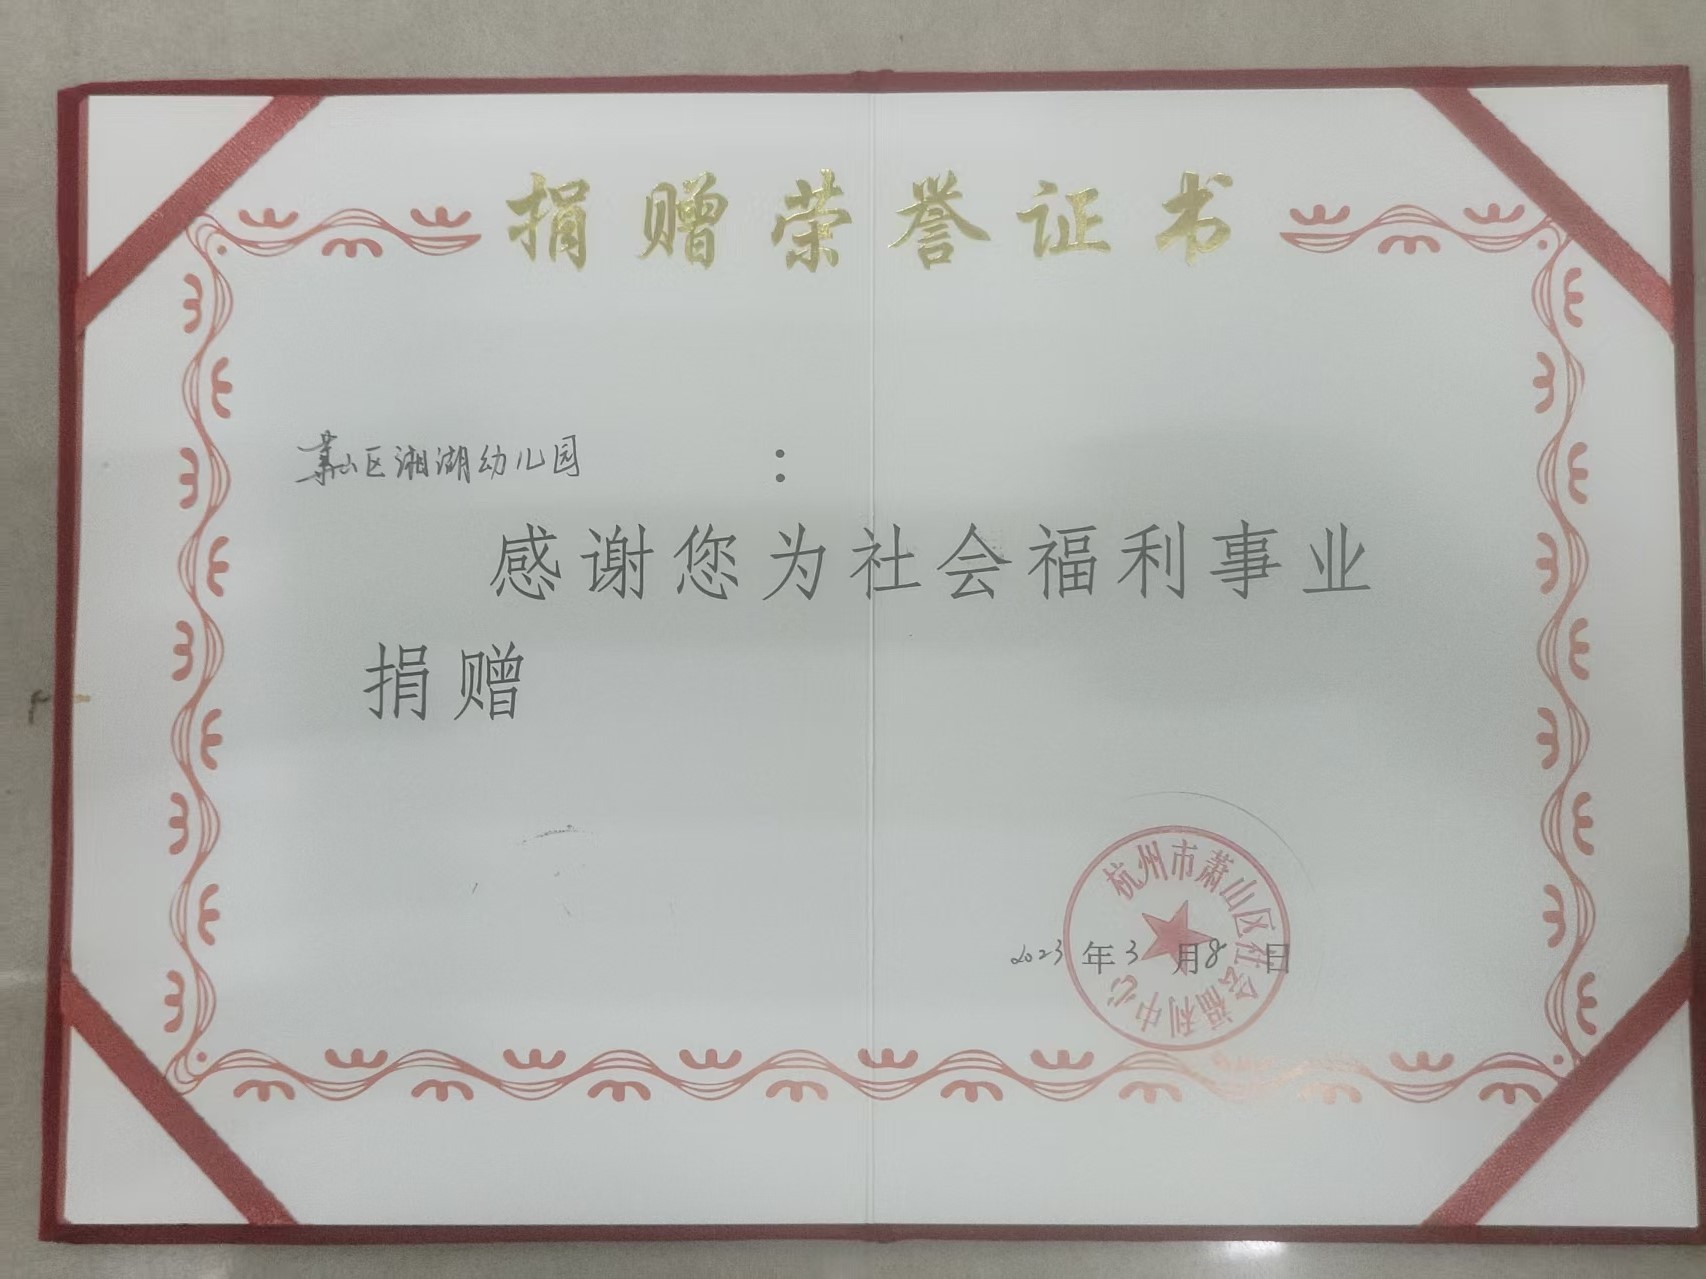 捐赠荣誉证书
萧山区湘湖幼儿园:
感谢您为社会福利事业
捐赠
杭州市萧山区社会福利中心
2023年3月8日